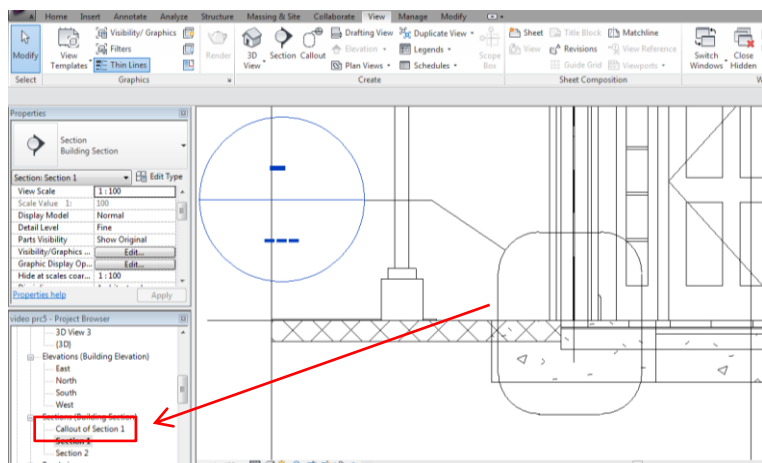 Home Insert Annotate Analyze Structure Massing & Site Collaborate View Manage Modify
Modify
View Templates
Visibility/ Graphics
Filters
Thin Lines
Render
3D View
Section
Callout
Drafting View
Elevation
Plan Views
Duplicate View
Legends
Schedules
Scope Box
Sheet
View
Title Block
Revisions
Guide Grid
Matchline
View Reference
Viewports
Switch Windows
Close Hidden
Select
Graphics
Create
Sheet Composition
Properties
Section
Building Section
Section: Section 1
Edit Type
View Scale 1 : 100
Scale Value 1: 100
Display Model Normal
Detail Level Fine
Parts Visibility Show Original
Visibility/Graphics ... Edit...
Graphic Display Op... Edit...
Hide at scales coar... 1 : 100
Properties help
Apply
video prc5 - Project Browser
3D View 3
{3D}
Elevations (Building Elevation)
East
North
South
West
Sections (Building Section)
Callout of Section 1
Section 1
Section 2